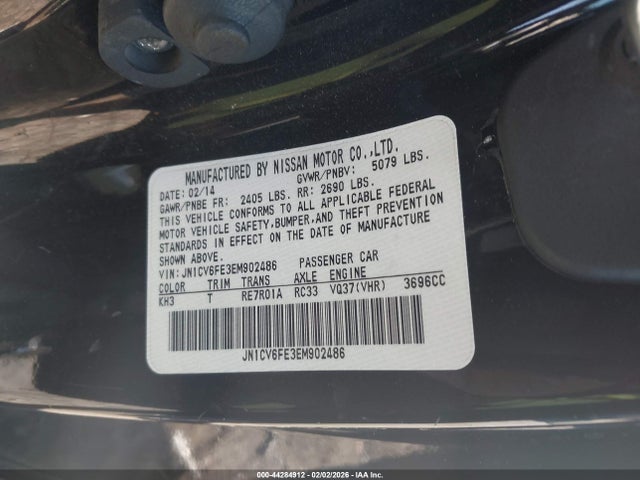 MANUFACTURED BY NISSAN MOTOR CO.,LTD.
DATE: 02/14 GVWR/PNBV: 5079 LBS.
GAWR/PNBE FR: 2405 LBS. RR: 2690 LBS.
THIS VEHICLE CONFORMS TO ALL APPLICABLE FEDERAL
MOTOR VEHICLE SAFETY,BUMPER,AND THEFT PREVENTION
STANDARDS IN EFFECT ON THE DATE OF MANUFACTURE
SHOWN ABOVE.
VIN: JN1CV6FE3EM902486 PASSENGER CAR
COLOR TRIM TRANS AXLE ENGINE
KH3 T RE7R01A RC33 VQ37(VHR) 3696CC
JN1CV6FE3EM902486
000-44284912 - 02/02/2026 - IAA Inc.